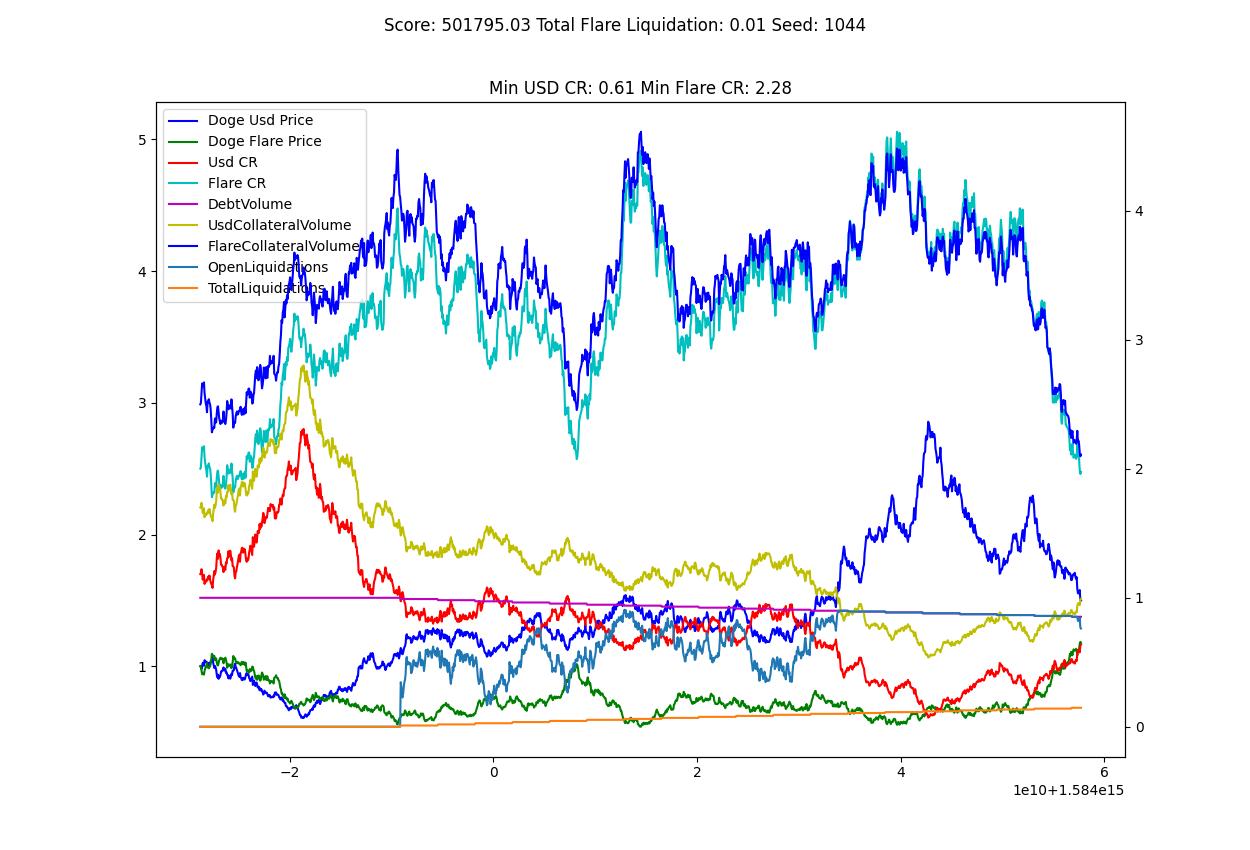 Score: 501795.03 Total Flare Liquidation: 0.01 Seed: 1044
Min USD CR: 0.61 Min Flare CR: 2.28
Doge Usd Price
Doge Flare Price
Usd CR
Flare CR
DebtVolume
UsdCollateralVolume
FlareCollateralVolume
OpenLiquidations
TotalLiquidations
5
4
3
2
1
4
3
2
1
0
−2
0
2
4
6
1e10+1.584e15